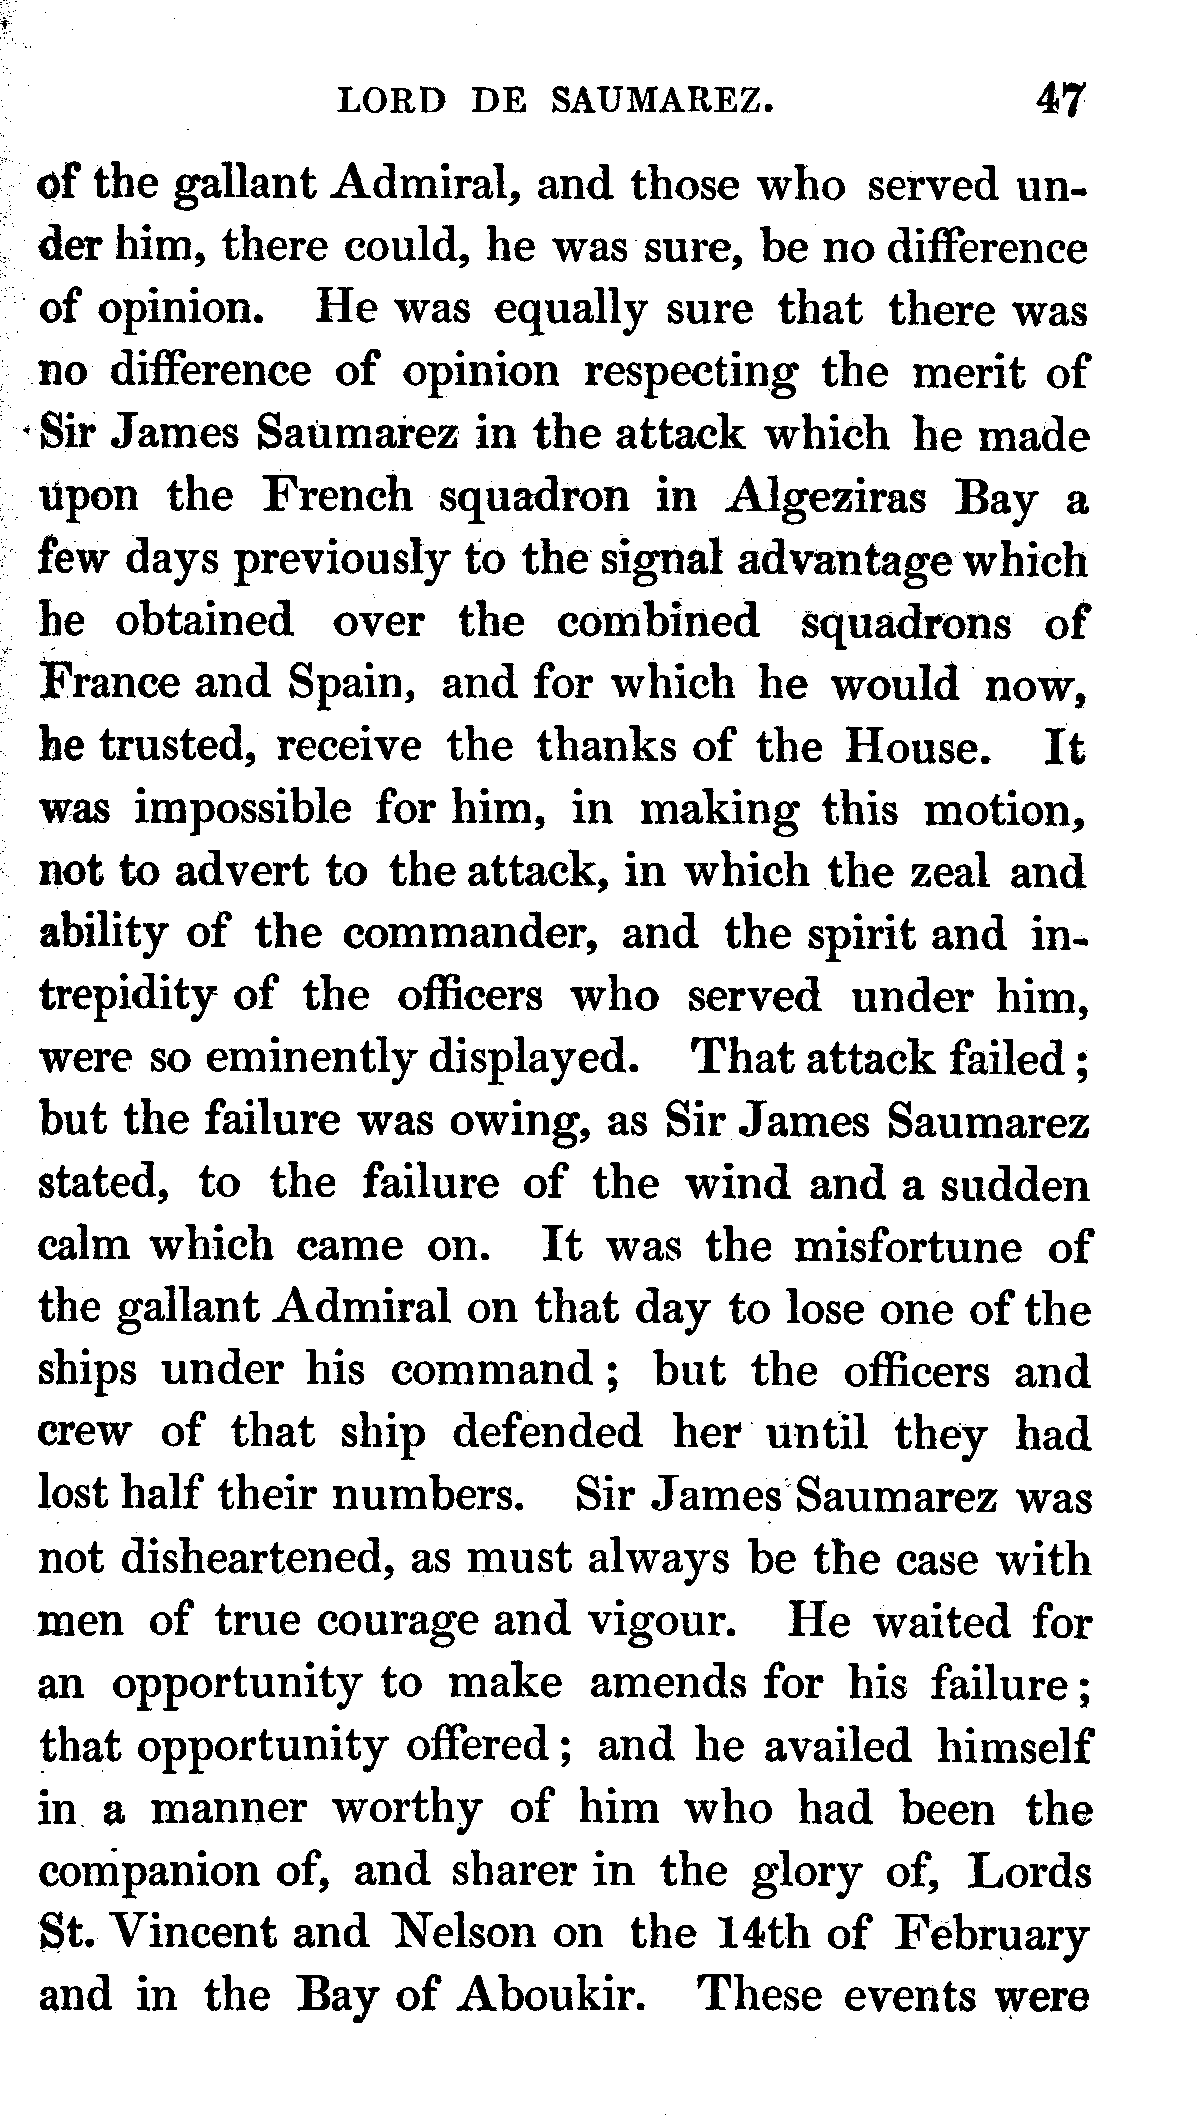 LORD DE SAUMAREZ. 47
of the gallant Admiral, and those who served un-
der him, there could, he was sure, be no difference
of opinion. He was equally sure that there was
no difference of opinion respecting the merit of
Sir James Saumarez in the attack which he made
upon the French squadron in Algeziras Bay a
few days previously to the signal advantage which
he obtained over the combined squadrons of
France and Spain, and for which he would now,
he trusted, receive the thanks of the House. It
was impossible for him, in making this motion,
not to advert to the attack, in which the zeal and
ability of the commander, and the spirit and in-
trepidity of the officers who served under him,
were so eminently displayed. That attack failed;
but the failure was owing, as Sir James Saumarez
stated, to the failure of the wind and a sudden
calm which came on. It was the misfortune of
the gallant Admiral on that day to lose one of the
ships under his command; but the officers and
crew of that ship defended her until they had
lost half their numbers. Sir James Saumarez was
not disheartened, as must always be the case with
men of true courage and vigour. He waited for
an opportunity to make amends for his failure;
that opportunity offered; and he availed himself
in a manner worthy of him who had been the
companion of, and sharer in the glory of, Lords
St. Vincent and Nelson on the 14th of February
and in the Bay of Aboukir. These events were